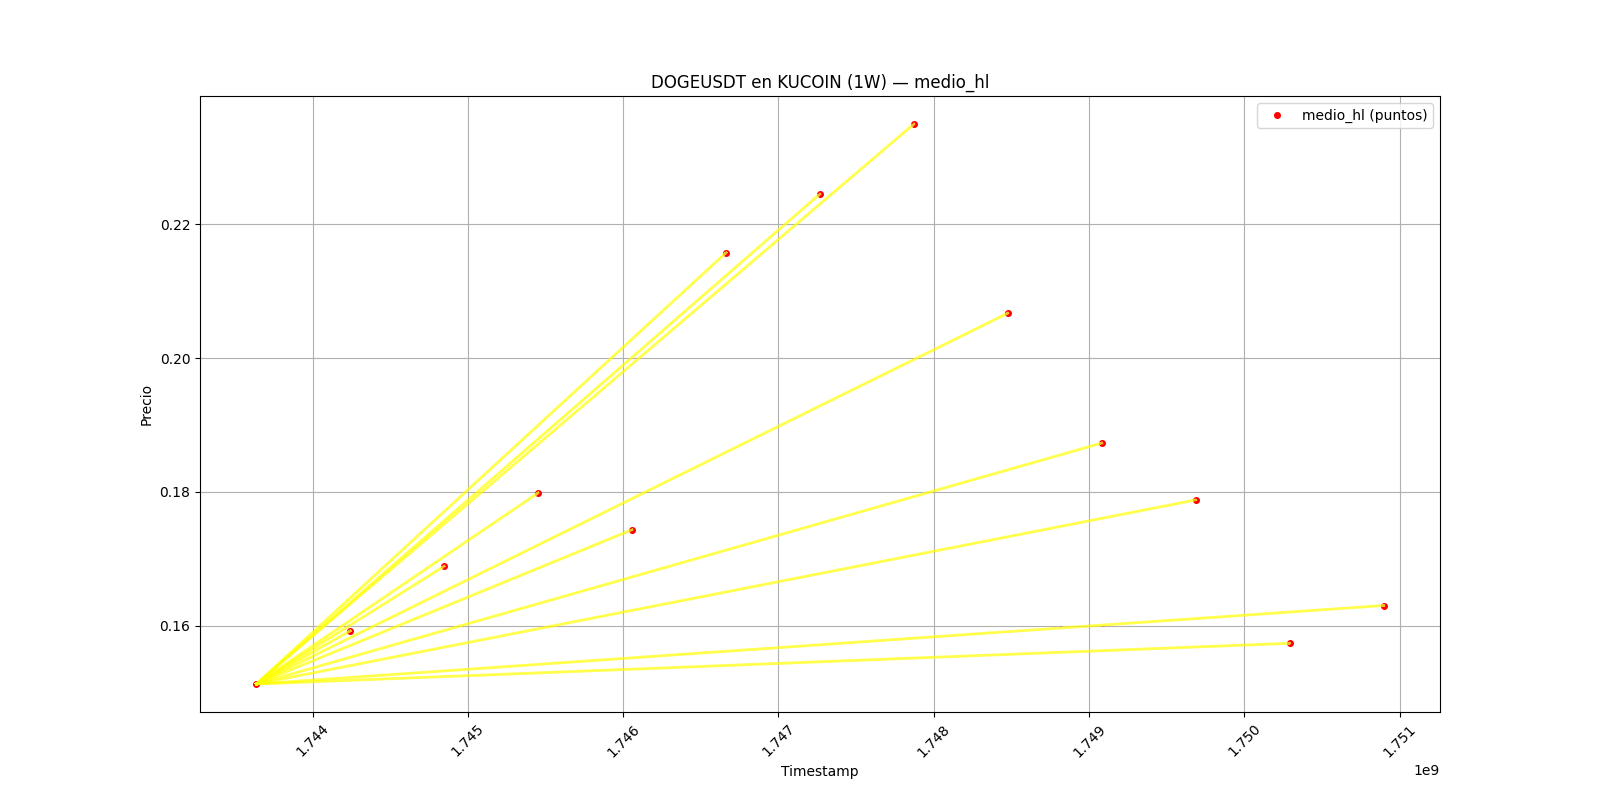 DOGEUSDT en KUCOIN (1W) — medio_hl
medio_hl (puntos)
0.22
0.20
0.18
0.16
Precio
1.744
1.745
1.746
1.747
1.748
1.749
1.750
1.751
Timestamp
1e9